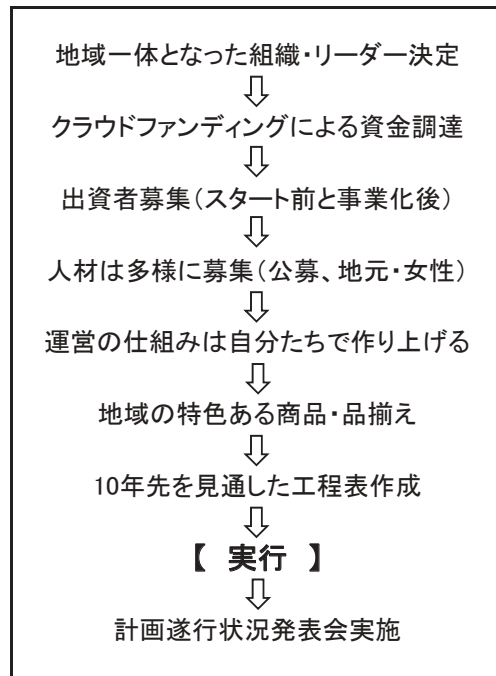 地域一体となった組織・リーダー決定
⇩
クラウドファンディングによる資金調達
⇩
出資者募集(スタート前と事業化後)
⇩
人材は多様に募集(公募、地元・女性)
⇩
運営の仕組みは自分たちで作り上げる
⇩
地域の特色ある商品・品揃え
⇩
10年先を見通した工程表作成
⇩
【 実行 】
⇩
計画遂行状況発表会実施